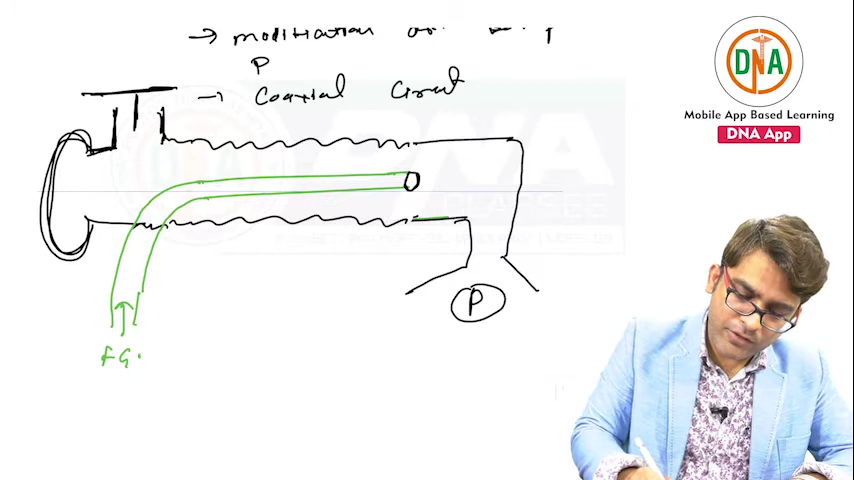 → modification
P
→ Coaxial Circuit
P
FG.
DNA
Mobile App Based Learning
DNA App